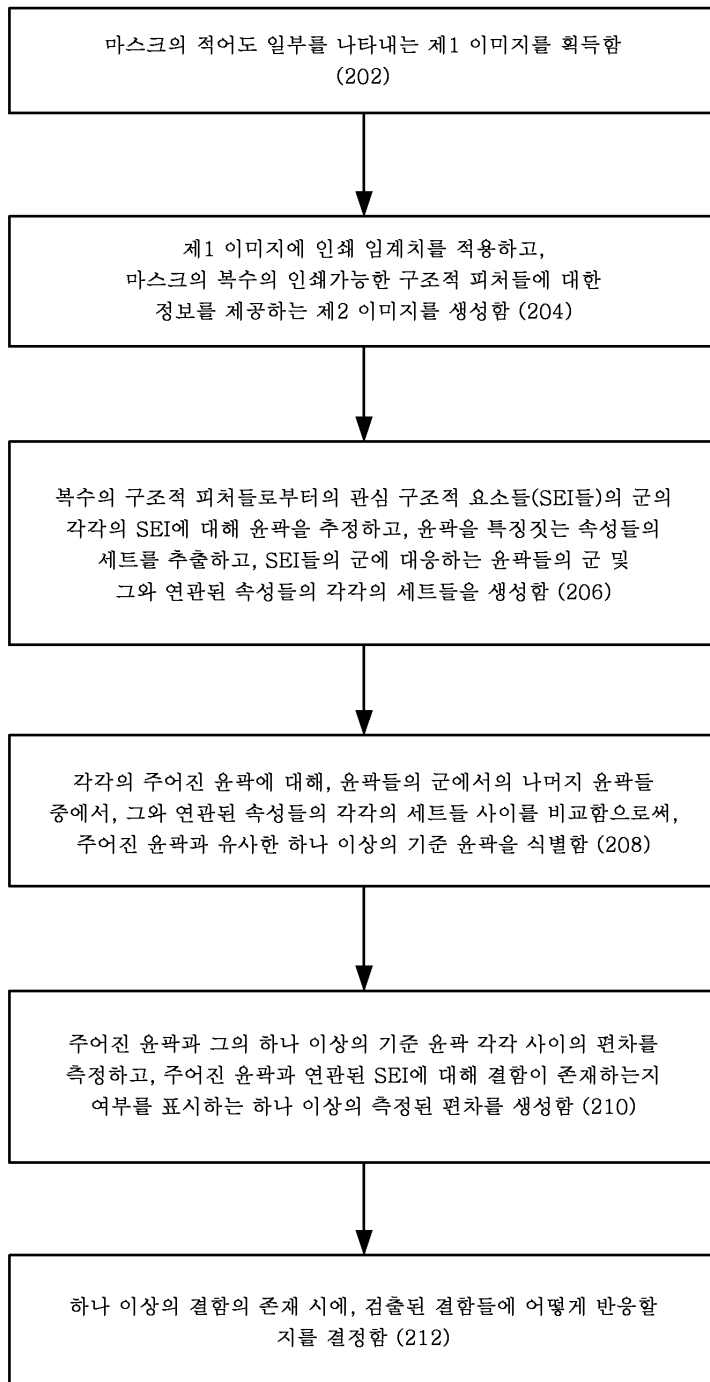 마스크의 적어도 일부를 나타내는 제1 이미지를 획득함
(202)
제1 이미지에 인쇄 임계치를 적용하고,
마스크의 복수의 인쇄가능한 구조적 피처들에 대한
정보를 제공하는 제2 이미지를 생성함 (204)
복수의 구조적 피처들로부터의 관심 구조적 요소들(SEI들)의 군의
각각의 SEI에 대해 윤곽을 추정하고, 윤곽을 특징짓는 속성들의
세트를 추출하고, SEI들의 군에 대응하는 윤곽들의 군 및
그와 연관된 속성들의 각각의 세트들을 생성함 (206)
각각의 주어진 윤곽에 대해, 윤곽들의 군에서의 나머지 윤곽들
중에서, 그와 연관된 속성들의 각각의 세트들 사이를 비교함으로써,
주어진 윤곽과 유사한 하나 이상의 기준 윤곽을 식별함 (208)
주어진 윤곽과 그의 하나 이상의 기준 윤곽 각각 사이의 편차를
측정하고, 주어진 윤곽과 연관된 SEI에 대해 결함이 존재하는지
여부를 표시하는 하나 이상의 측정된 편차를 생성함 (210)
하나 이상의 결함의 존재 시에, 검출된 결함들에 어떻게 반응할
지를 결정함 (212)